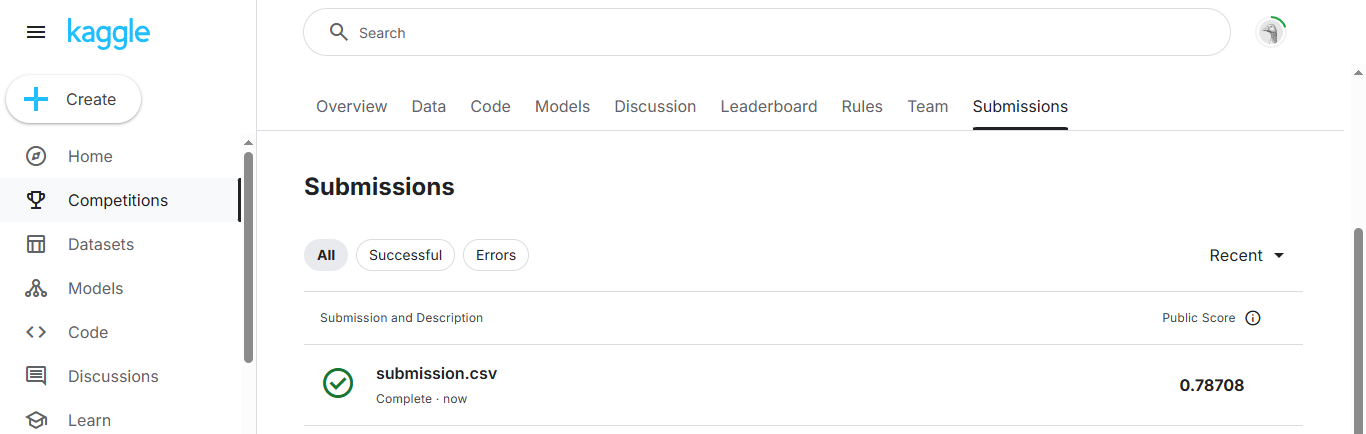 kaggle
Search
Create
Home
Competitions
Datasets
Models
Code
Discussions
Learn
Overview Data Code Models Discussion Leaderboard Rules Team Submissions
Submissions
All Successful Errors Recent
Submission and Description Public Score
submission.csv 0.78708
Complete · now